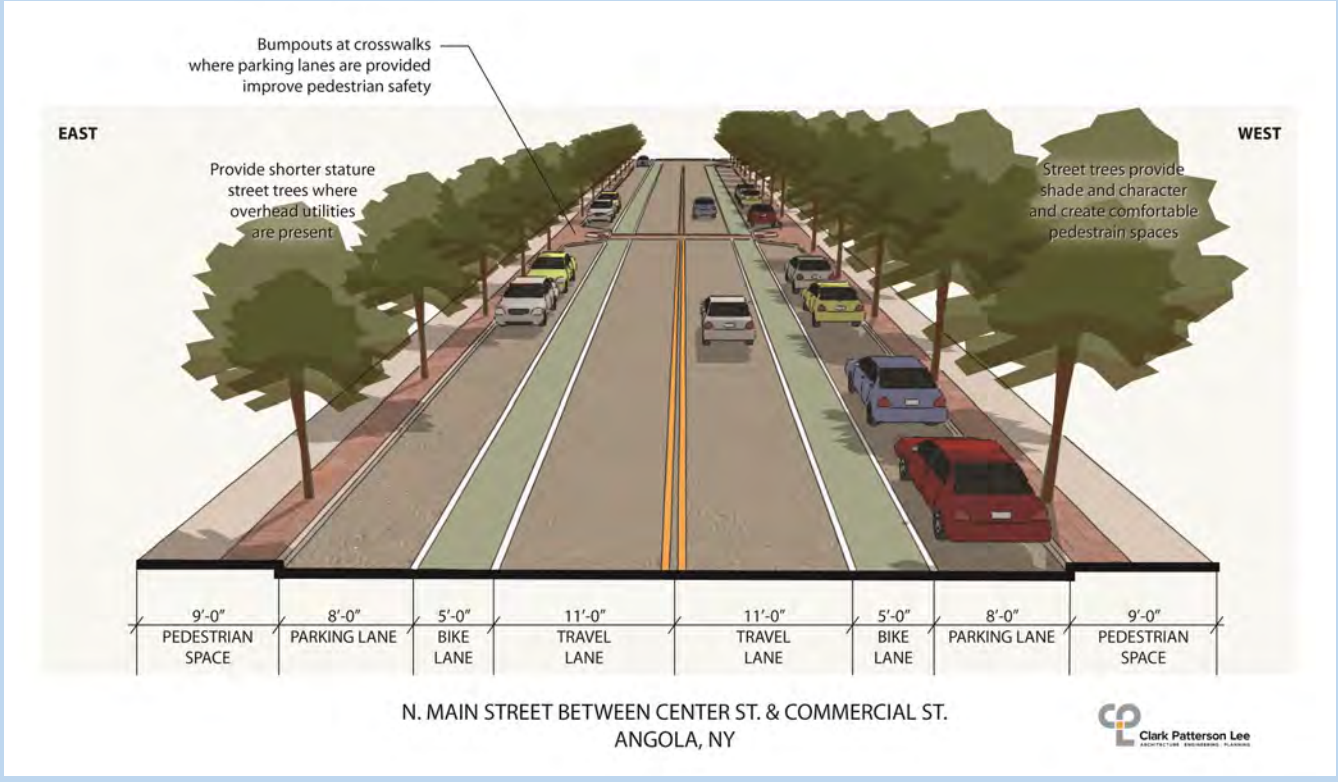 Bumpouts at crosswalks
where parking lanes are provided
improve pedestrian safety
EAST
WEST
Provide shorter stature
street trees where
overhead utilities
are present
Street trees provide
shade and character
and create comfortable
pedestrain spaces
9'-0"
8'-0"
5'-0"
11'-0"
11'-0"
5'-0"
8'-0"
9'-0"
PEDESTRIAN
SPACE
PARKING LANE
BIKE
LANE
TRAVEL
LANE
TRAVEL
LANE
BIKE
LANE
PARKING LANE
PEDESTRIAN
SPACE
N. MAIN STREET BETWEEN CENTER ST. & COMMERCIAL ST.
ANGOLA, NY
CPL
Clark Patterson Lee
ARCHITECTURE ENGINEERING PLANNING